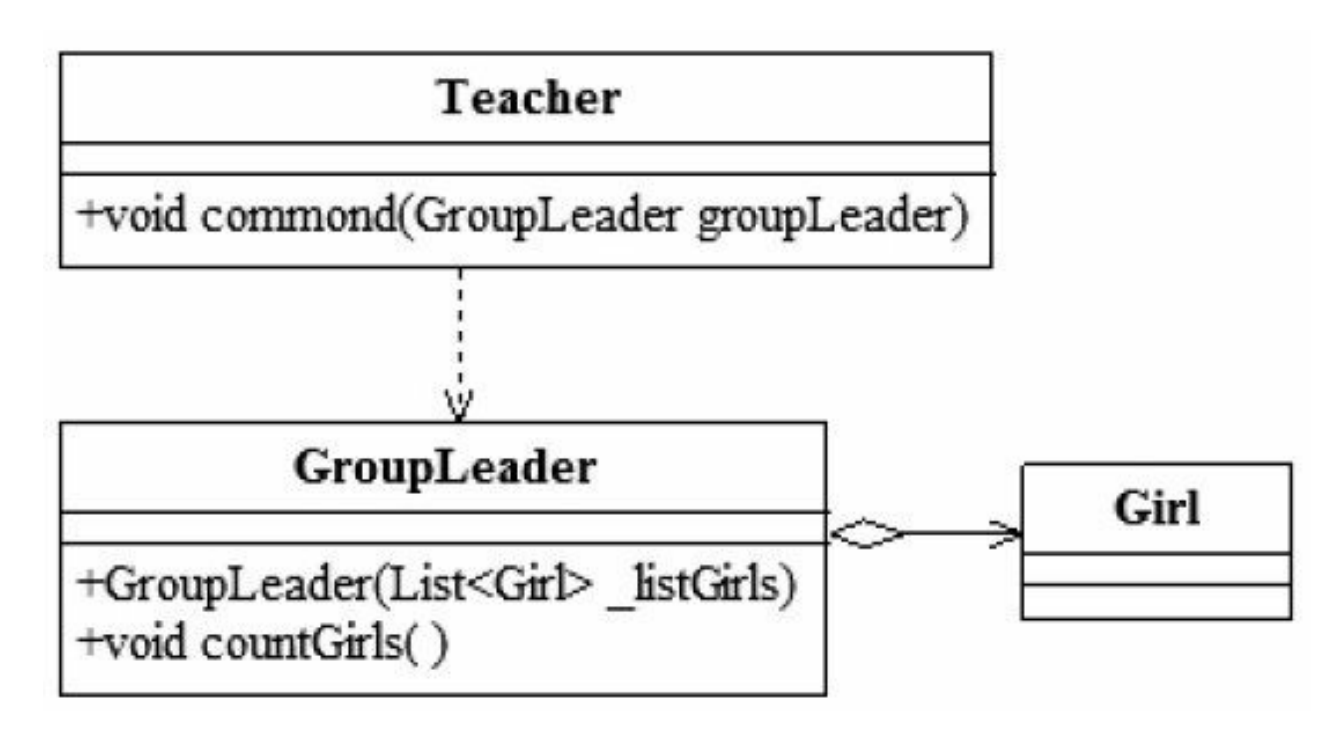 Teacher
+void commond(GroupLeader groupLeader)
GroupLeader
+GroupLeader(List<Girl> _listGirls)
+void countGirls( )
Girl